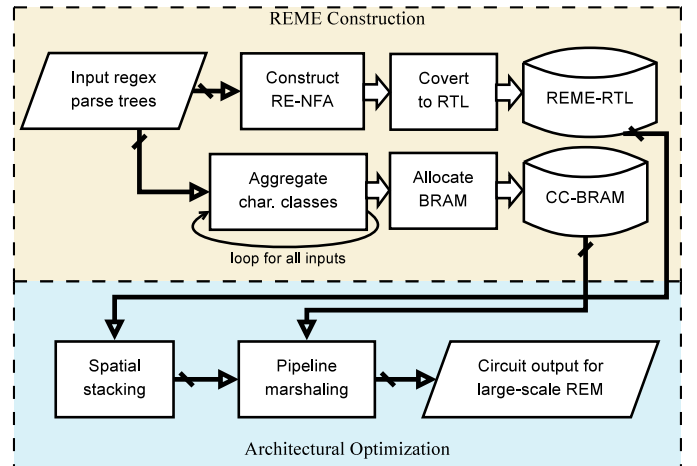 REME Construction
Input regex
parse trees
Construct
RE-NFA
Covert
to RTL
REME-RTL
Aggregate
char. classes
Allocate
BRAM
CC-BRAM
loop for all inputs
Spatial
stacking
Pipeline
marshaling
Circuit output for
large-scale REM
Architectural Optimization